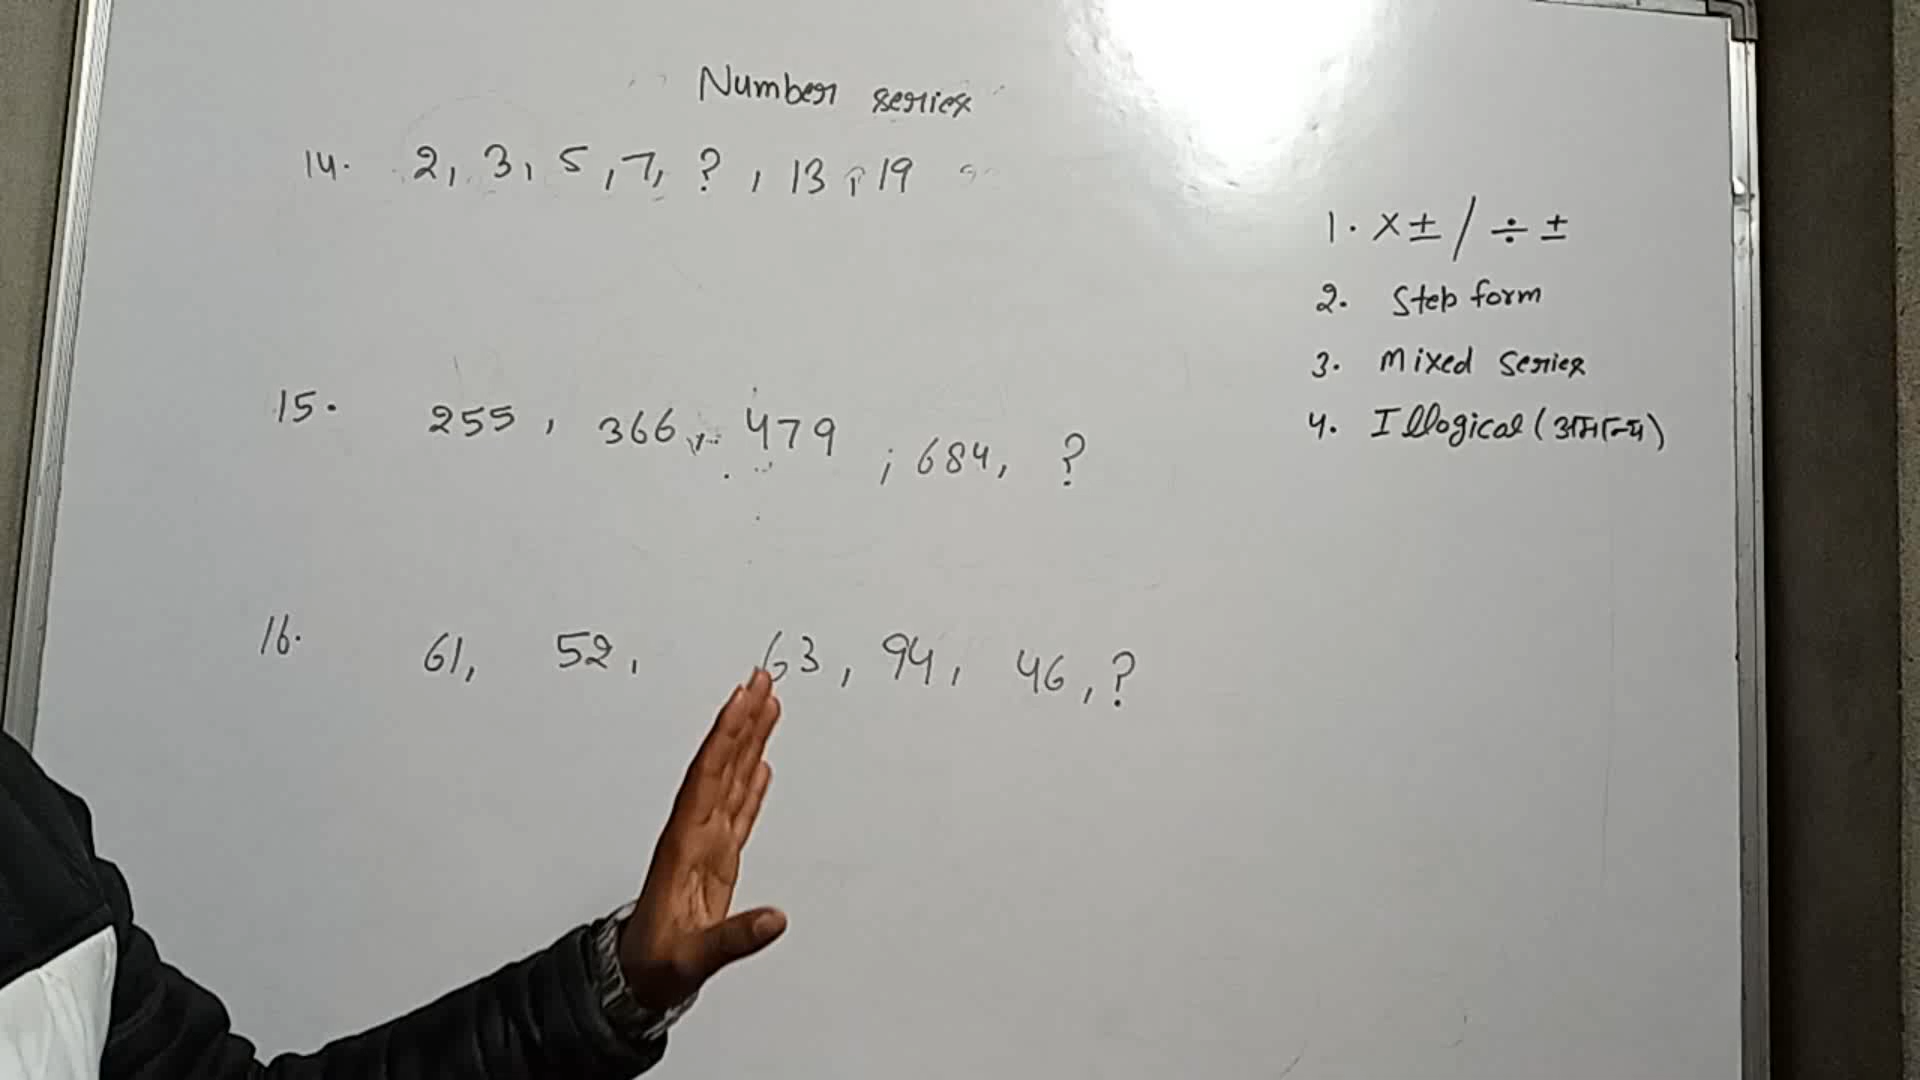 Number series
14. 2, 3, 5, 7, ?, 13, 19
15. 255, 366, 479, 684, ?
16. 61, 52, 63, 94, 46, ?
1. ×± / ÷±
2. Step form
3. Mixed series
4. Illogical (